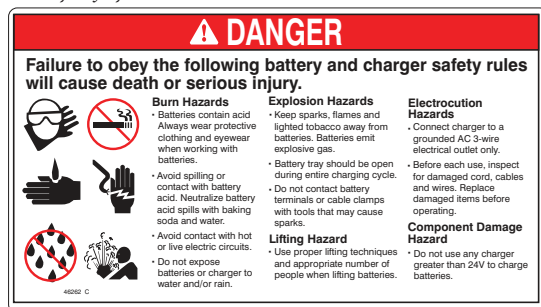 DANGER
Failure to obey the following battery and charger safety rules
will cause death or serious injury.
Burn Hazards
• Batteries contain acid
Always wear protective
clothing and eyewear
when working with
batteries.
• Avoid spilling or
contact with battery
acid. Neutralize battery
acid spills with baking
soda and water.
• Avoid contact with hot
or live electric circuits.
• Do not expose
batteries or charger to
water and/or rain.
Explosion Hazards
• Keep sparks, flames and
lighted tobacco away from
batteries. Batteries emit
explosive gas.
• Battery tray should be open
during entire charging cycle.
• Do not contact battery
terminals or cable clamps
with tools that may cause
sparks.
Lifting Hazard
• Use proper lifting techniques
and appropriate number of
people when lifting batteries.
Electrocution
Hazards
• Connect charger to a
grounded AC 3-wire
electrical outlet only.
• Before each use, inspect
for damaged cord, cables
and wires. Replace
damaged items before
operating.
Component Damage
Hazard
• Do not use any charger
greater than 24V to charge
batteries.
46262 C